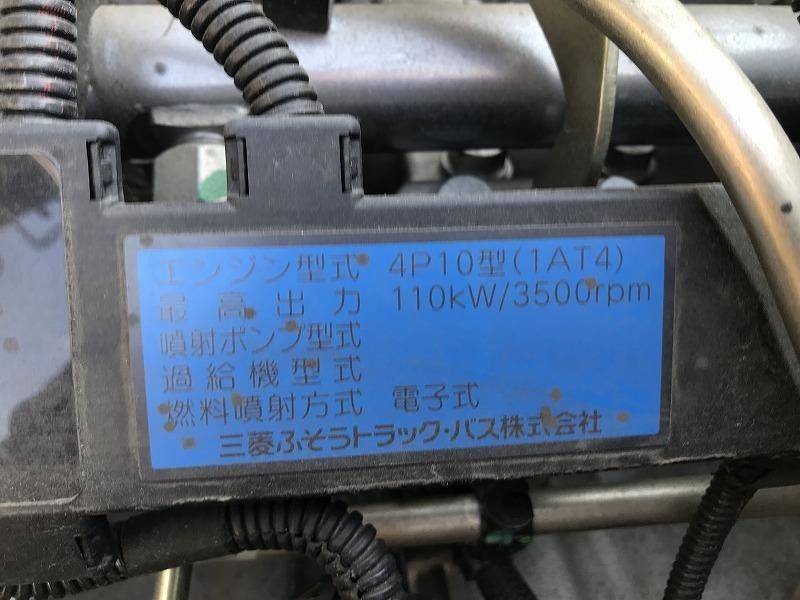 エンジン型式 4P10型(1AT4)
最高出力 110kW/3500rpm
噴射ポンプ型式
過給機型式
燃料噴射方式 電子式
三菱ふそうトラック・バス株式会社